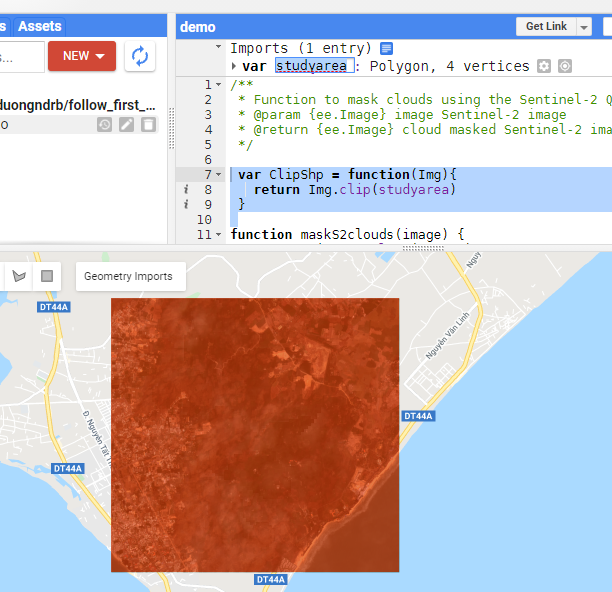 s Assets
demo
Get Link
s...
NEW
Imports (1 entry)
var studyarea : Polygon, 4 vertices
duongndrb/follow_first_...
o
1 /**
2 * Function to mask clouds using the Sentinel-2 Q
3 * @param {ee.Image} image Sentinel-2 image
4 * @return {ee.Image} cloud masked Sentinel-2 ima
5 */
6
7 var ClipShp = function(Img){
i 8 return Img.clip(studyarea)
i 9 }
10
11 function maskS2clouds(image) {
Geometry Imports
Nguy
DT44A
Nguyễn Văn Linh
DT44A
Đ. Nguyễn Tất Th
DT44A
DT44A